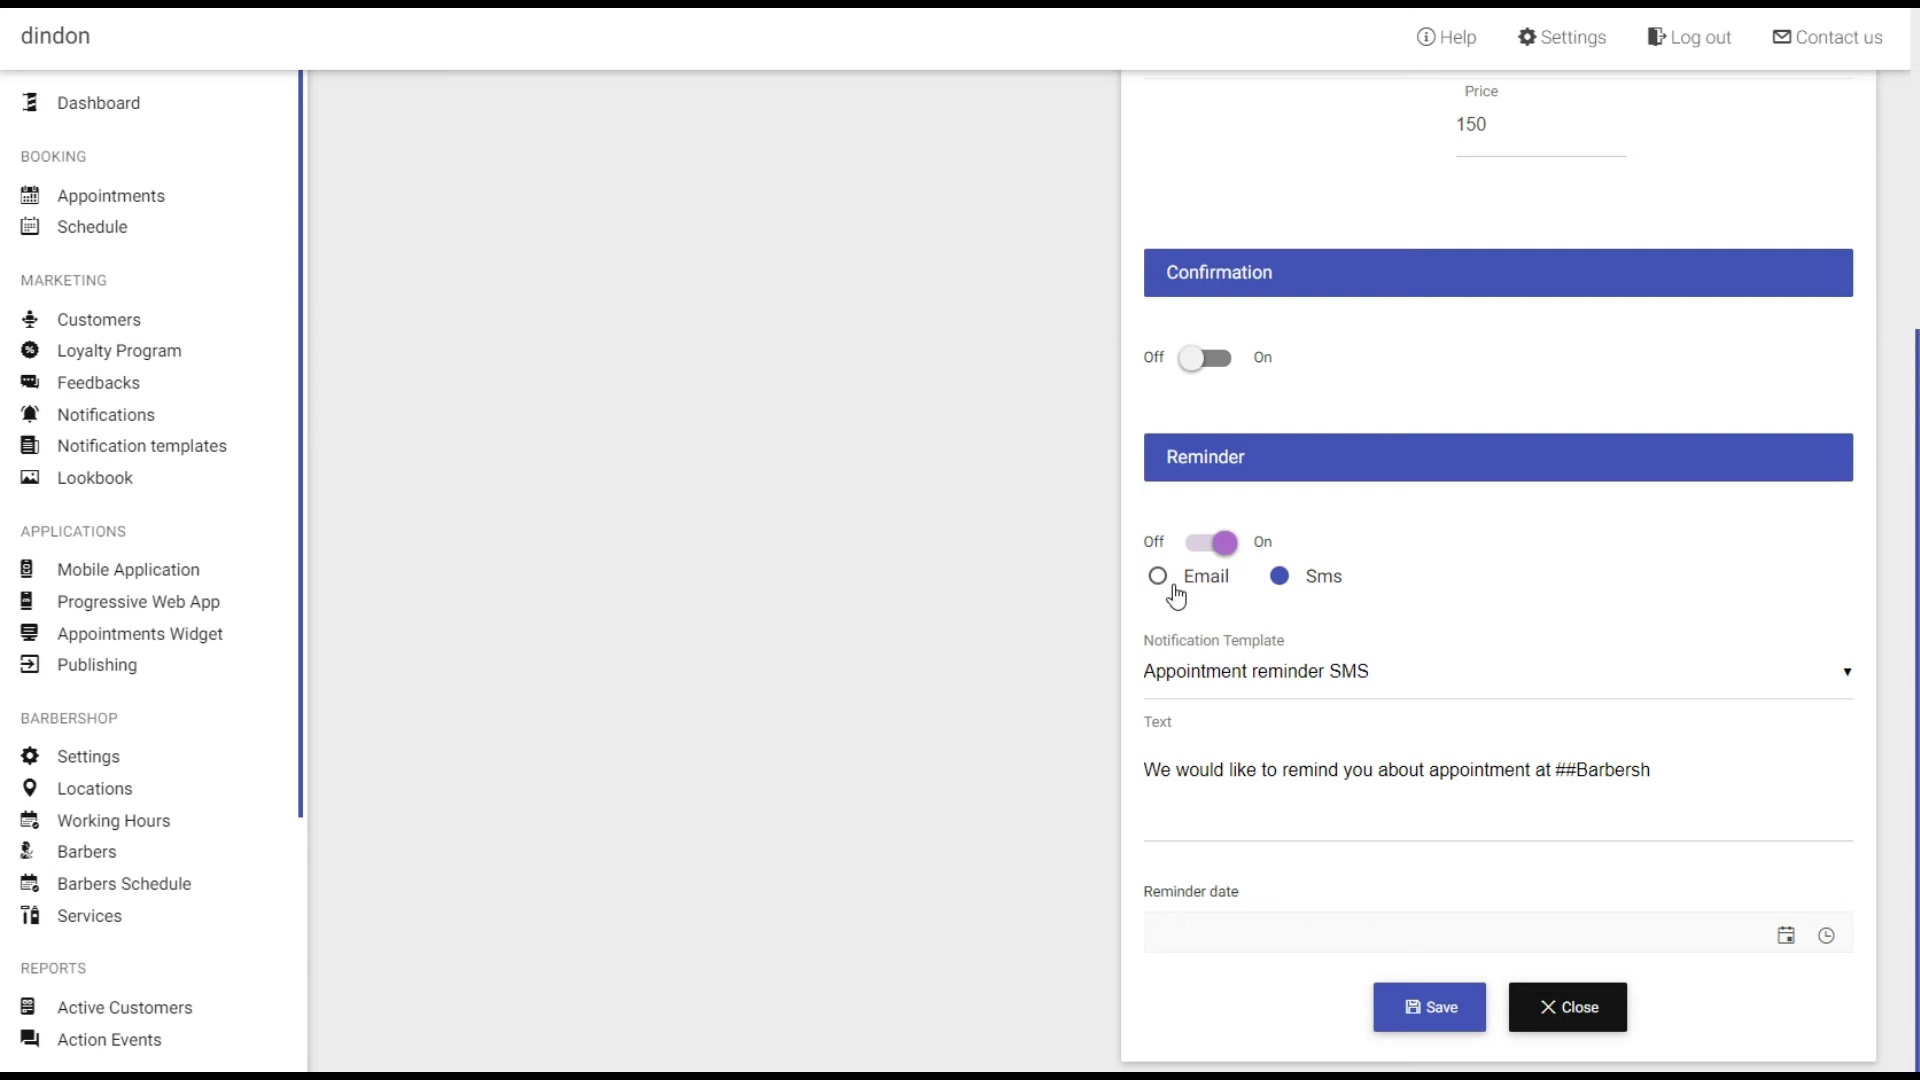 dindon
Help
Settings
Log out
Contact us
Dashboard
BOOKING
Appointments
Schedule
MARKETING
Customers
Loyalty Program
Feedbacks
Notifications
Notification templates
Lookbook
APPLICATIONS
Mobile Application
Progressive Web App
Appointments Widget
Publishing
BARBERSHOP
Settings
Locations
Working Hours
Barbers
Barbers Schedule
Services
REPORTS
Active Customers
Action Events
Price
150
Confirmation
Off On
Reminder
Off On
Email Sms
Notification Template
Appointment reminder SMS
Text
We would like to remind you about appointment at ##Barbersh
Reminder date
Save
Close